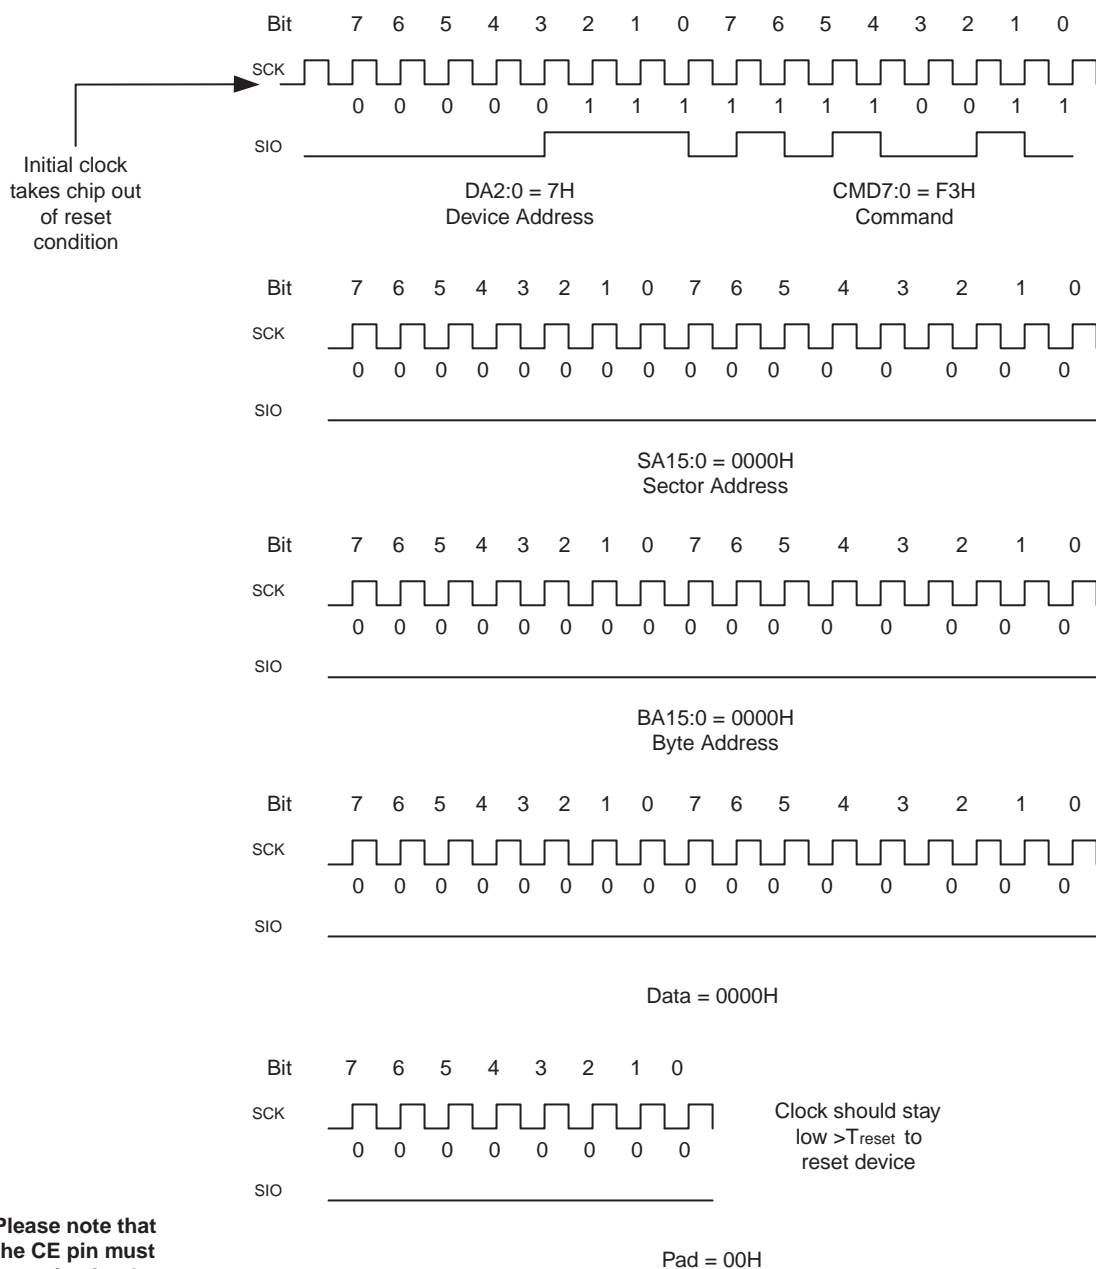 Bit 7 6 5 4 3 2 1 0 7 6 5 4 3 2 1 0
SCK
0 0 0 0 0 1 1 1 1 1 1 1 0 0 1 1
SIO
Initial clock
takes chip out
of reset
condition
DA2:0 = 7H
Device Address
CMD7:0 = F3H
Command
Bit 7 6 5 4 3 2 1 0 7 6 5 4 3 2 1 0
SCK
0 0 0 0 0 0 0 0 0 0 0 0 0 0 0 0
SIO
SA15:0 = 0000H
Sector Address
Bit 7 6 5 4 3 2 1 0 7 6 5 4 3 2 1 0
SCK
0 0 0 0 0 0 0 0 0 0 0 0 0 0 0 0
SIO
BA15:0 = 0000H
Byte Address
Bit 7 6 5 4 3 2 1 0 7 6 5 4 3 2 1 0
SCK
0 0 0 0 0 0 0 0 0 0 0 0 0 0 0 0
SIO
Data = 0000H
Bit 7 6 5 4 3 2 1 0
SCK
0 0 0 0 0 0 0 0
SIO
Clock should stay
low >Treset to
reset device
Please note that
the CE pin must
Pad = 00H